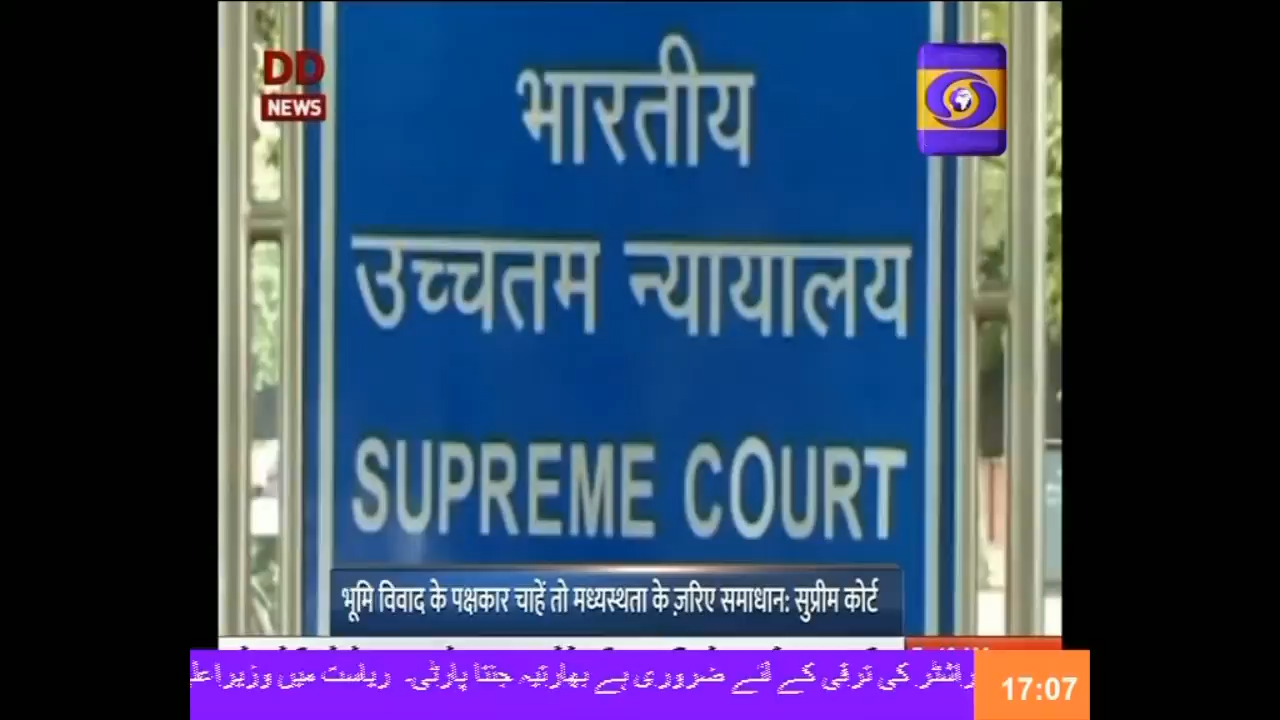 DD
NEWS
भारतीय
उच्चतम न्यायालय
SUPREME COURT
भूमि विवाद के पक्षकार चाहें तो मध्यस्थता के ज़रिए समाधान: सुप्रीम कोर्ट
کی ترقی کے لئے ضروری ہے بھارتیہ جنتا پارٹی۔ ریاست میں
17:07